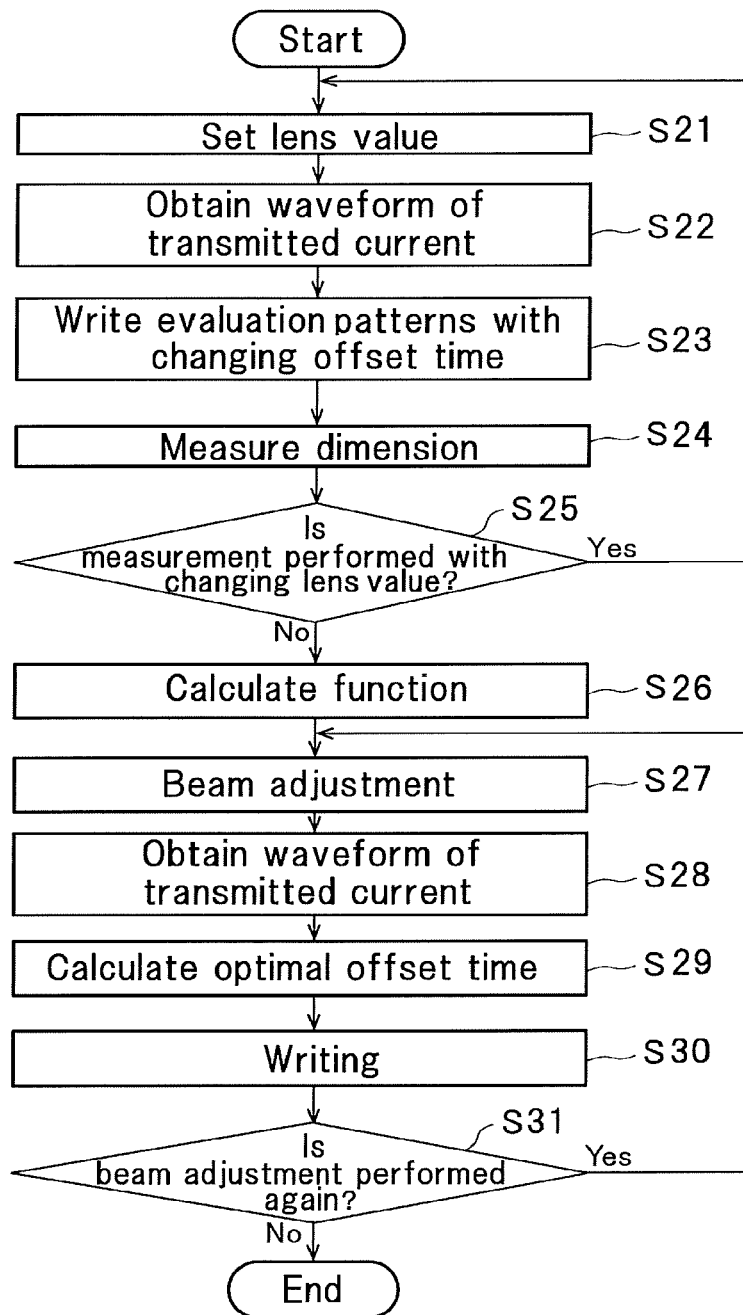 Start
Set lens value
S21
Obtain waveform of
transmitted current
S22
Write evaluation patterns with
changing offset time
S23
Measure dimension
S24
S25
Is
measurement performed with
changing lens value?
Yes
No
Calculate function
S26
Beam adjustment
S27
Obtain waveform of
transmitted current
S28
Calculate optimal offset time
S29
Writing
S30
S31
Is
beam adjustment performed
again?
Yes
No
End